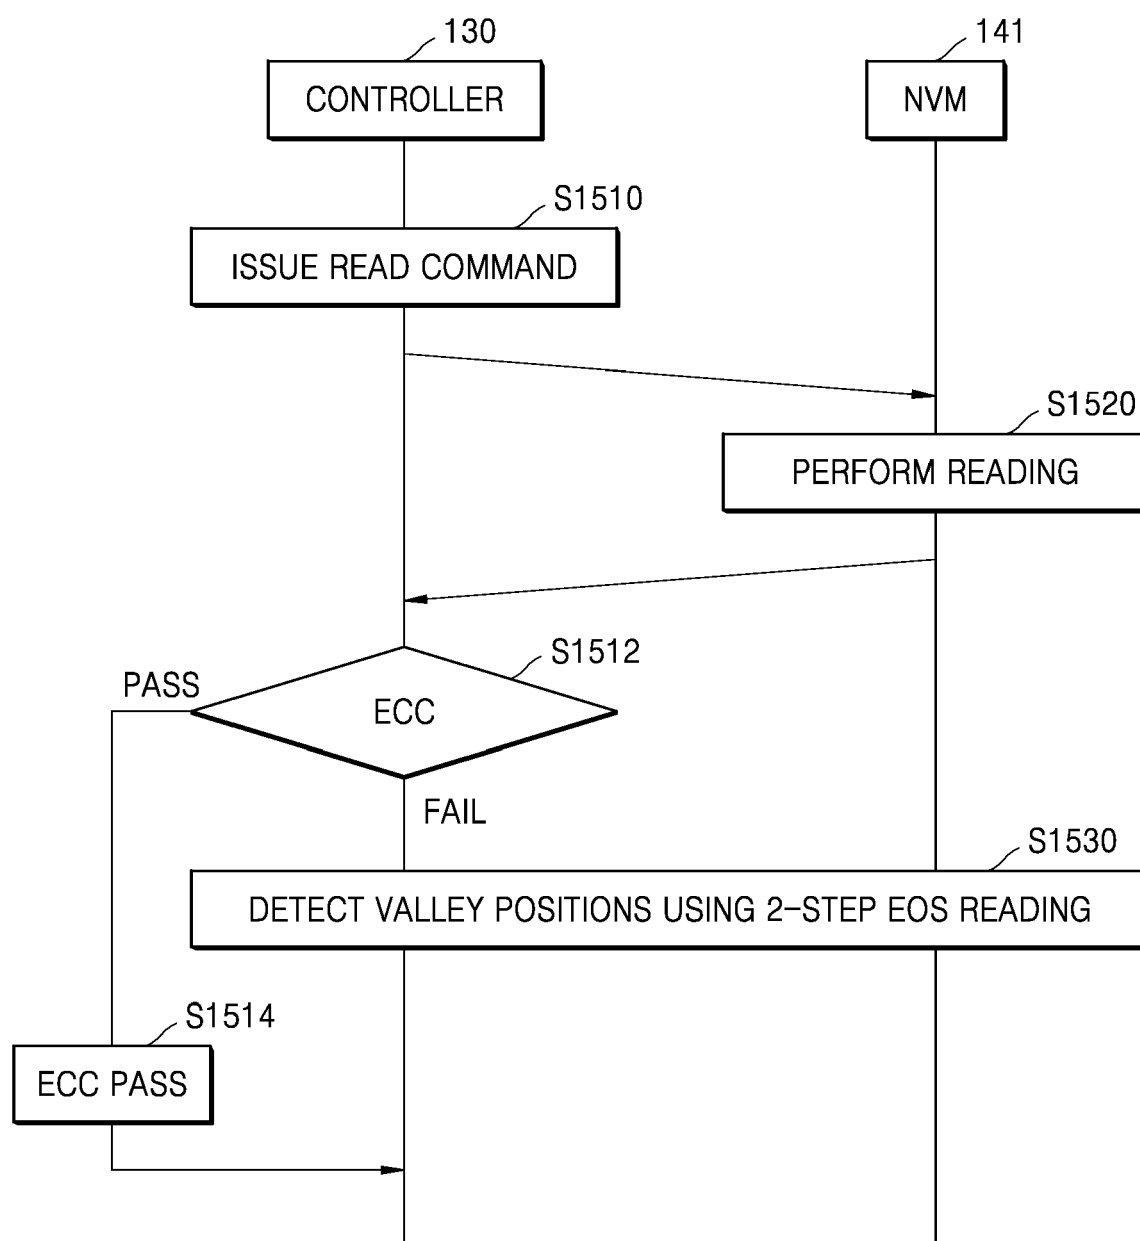 130
141
CONTROLLER
NVM
S1510
ISSUE READ COMMAND
S1520
PERFORM READING
S1512
PASS
ECC
FAIL
S1530
DETECT VALLEY POSITIONS USING 2-STEP EOS READING
S1514
ECC PASS